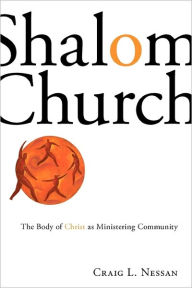 Shalom
Church
The Body of Christ as Ministering Community
Craig L. Nessan